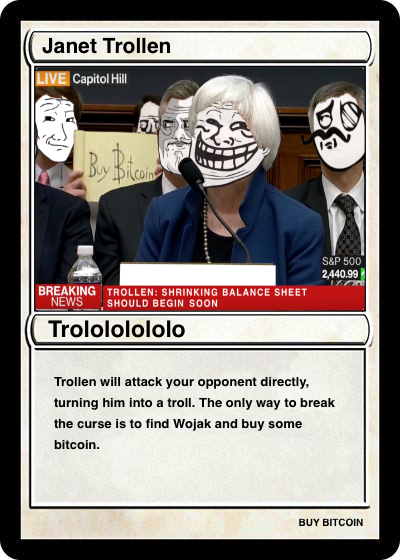 Janet Trollen
LIVE Capitol Hill
Buy Bitcoin
S&P 500
2,440.99
BREAKING NEWS
TROLLEN: SHRINKING BALANCE SHEET
SHOULD BEGIN SOON
Trolololololo
Trollen will attack your opponent directly,
turning him into a troll. The only way to break
the curse is to find Wojak and buy some
bitcoin.
BUY BITCOIN